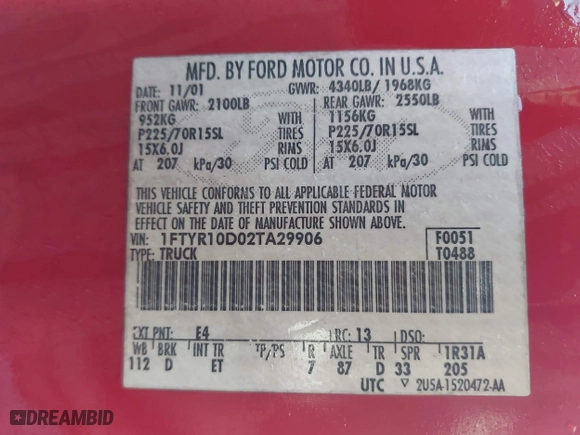 MFD. BY FORD MOTOR CO. IN U.S.A.
DATE: 11/01 GVWR: 4340LB/ 1968KG
FRONT GAWR: 2100LB REAR GAWR: 2550LB
952KG WITH 1156KG WITH
P225/70R15SL TIRES P225/70R15SL TIRES
15X6.0J RIMS 15X6.0J RIMS
AT 207 kPa/30 PSI COLD AT 207 kPa/30 PSI COLD
THIS VEHICLE CONFORMS TO ALL APPLICABLE FEDERAL MOTOR
VEHICLE SAFETY AND THEFT PREVENTION STANDARDS IN
EFFECT ON THE DATE OF MANUFACTURE SHOWN ABOVE.
VIN: 1FTYR10D02TA29906 F0051
TYPE: TRUCK T0488
EXT PNT: E4 RC: 13 DSO:
WB BRK INT TR TP/PS R AXLE TR SPR 1R31A
112 D ET 7 87 D 33 205
UTC ▽ 2U5A-1520472-AA
DREAMBID